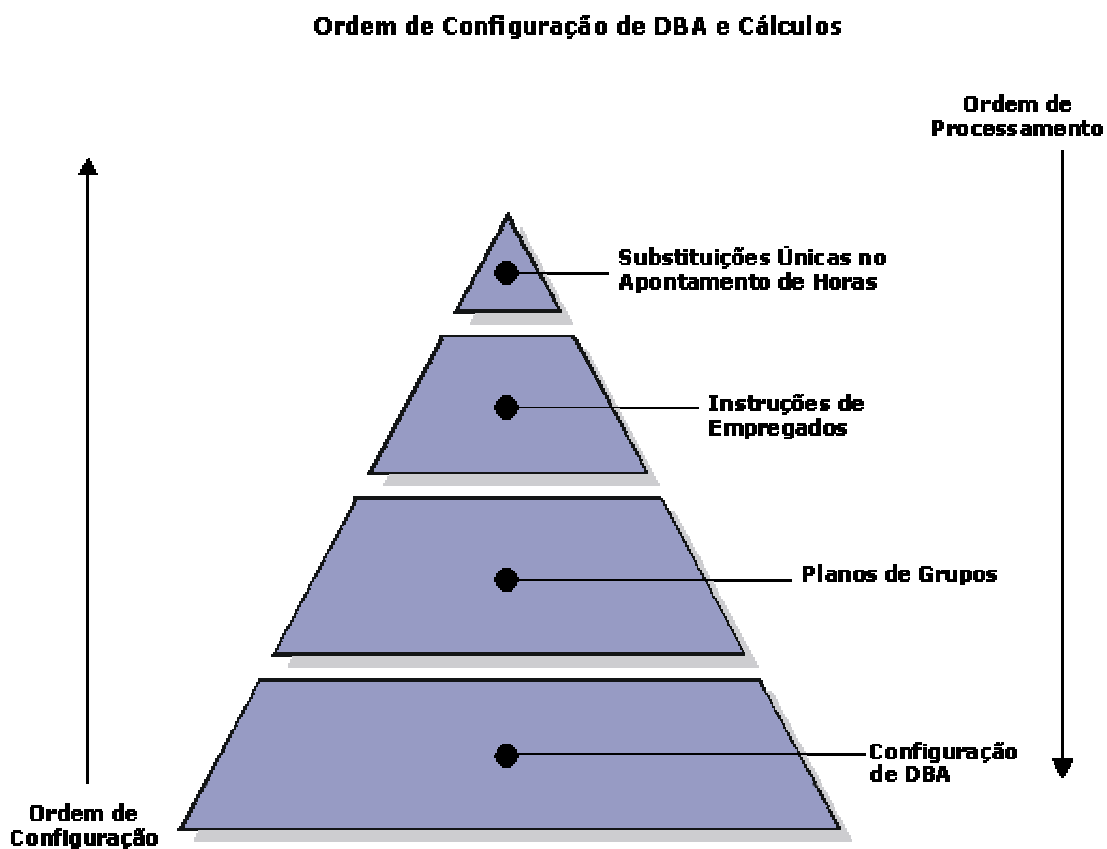 Ordem de Configuração de DBA e Cálculos
Ordem de
Processamento
Substituições Únicas no
Apontamento de Horas
Instruções de
Empregados
Planos de Grupos
Configuração
de DBA
Ordem de
Configuração